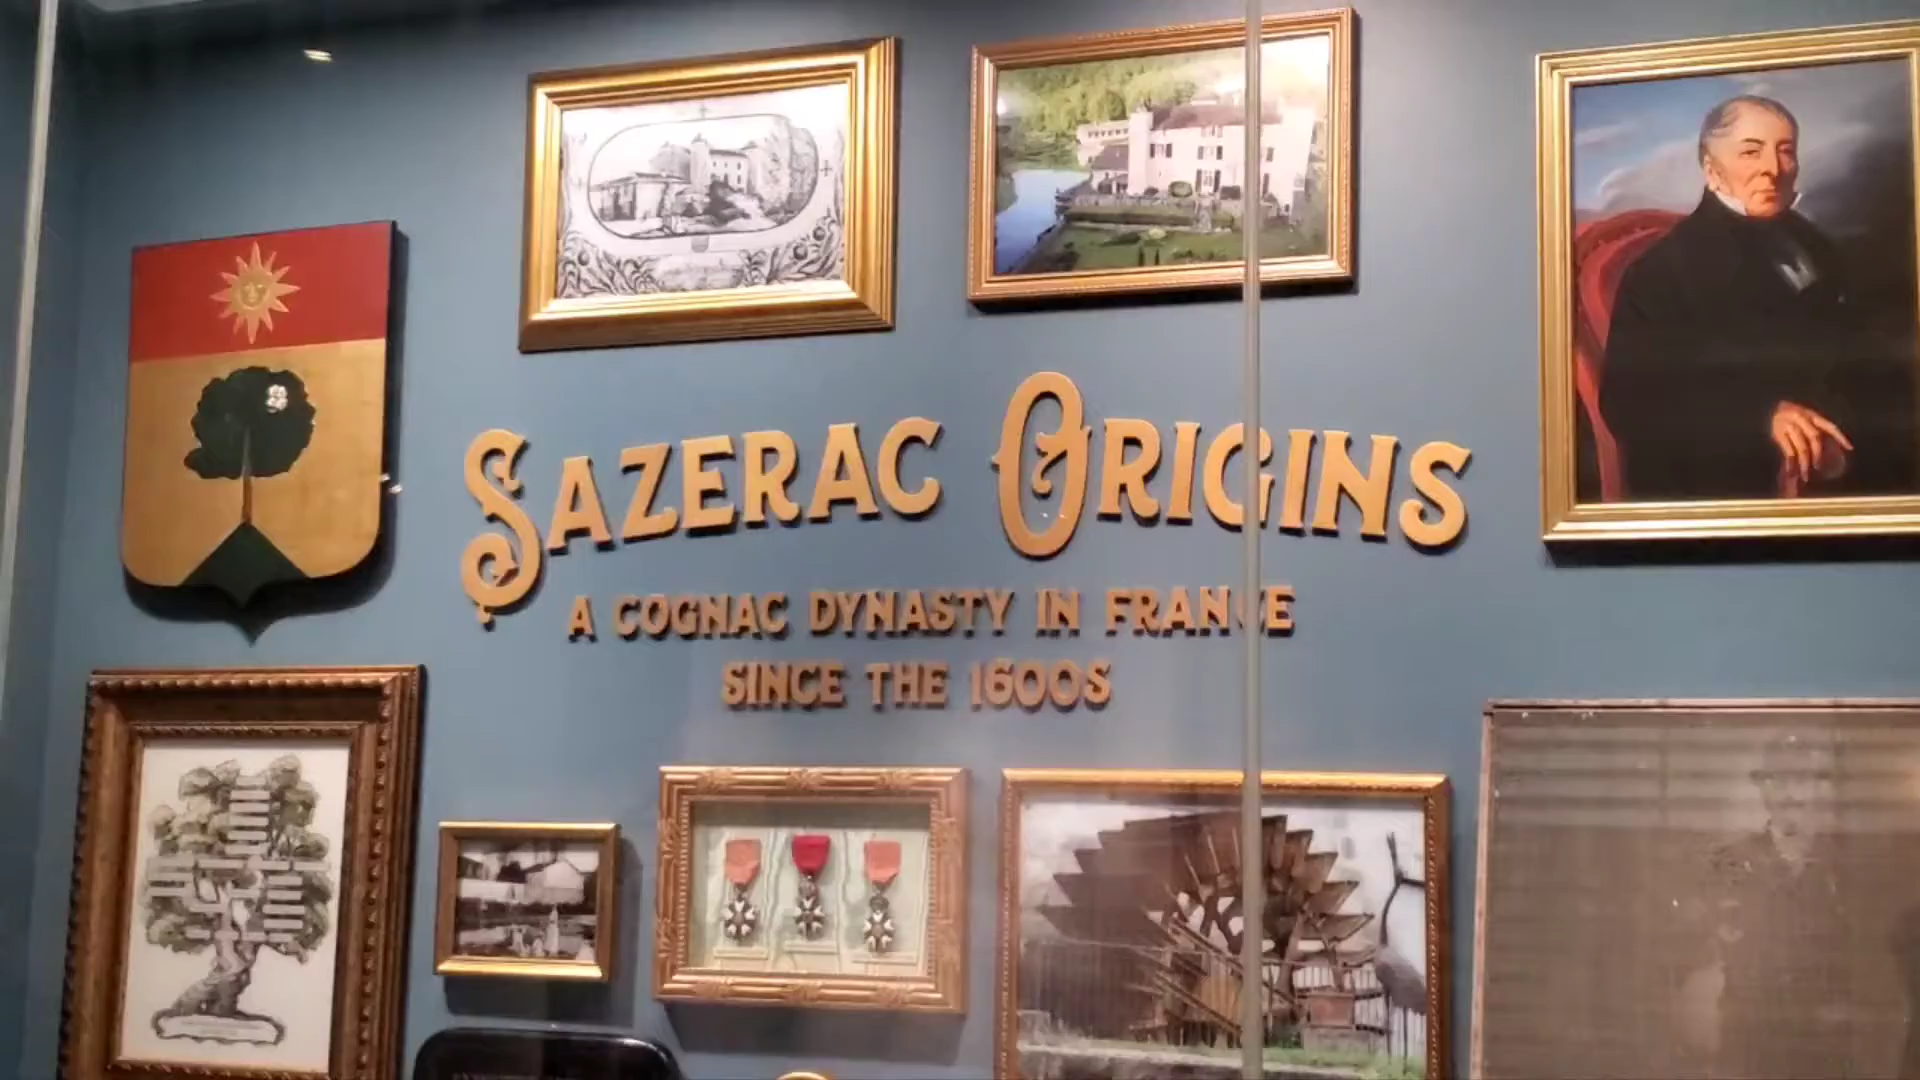 SAZERAC ORIGINS
A COGNAC DYNASTY IN FRANCE
SINCE THE 1600S